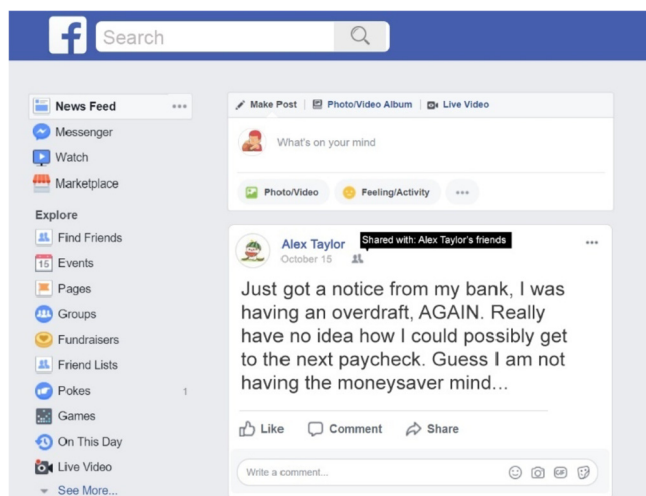 f Search
News Feed
Messenger
Watch
Marketplace
Explore
Find Friends
15 Events
Pages
Groups
Fundraisers
Friend Lists
Pokes 1
Games
On This Day
Live Video
See More...
Make Post Photo/Video Album Live Video
What's on your mind
Photo/Video Feeling/Activity
Alex Taylor Shared with: Alex Taylor's friends
October 15
Just got a notice from my bank, I was
having an overdraft, AGAIN. Really
have no idea how I could possibly get
to the next paycheck. Guess I am not
having the moneysaver mind...
Like Comment Share
Write a comment... GIF